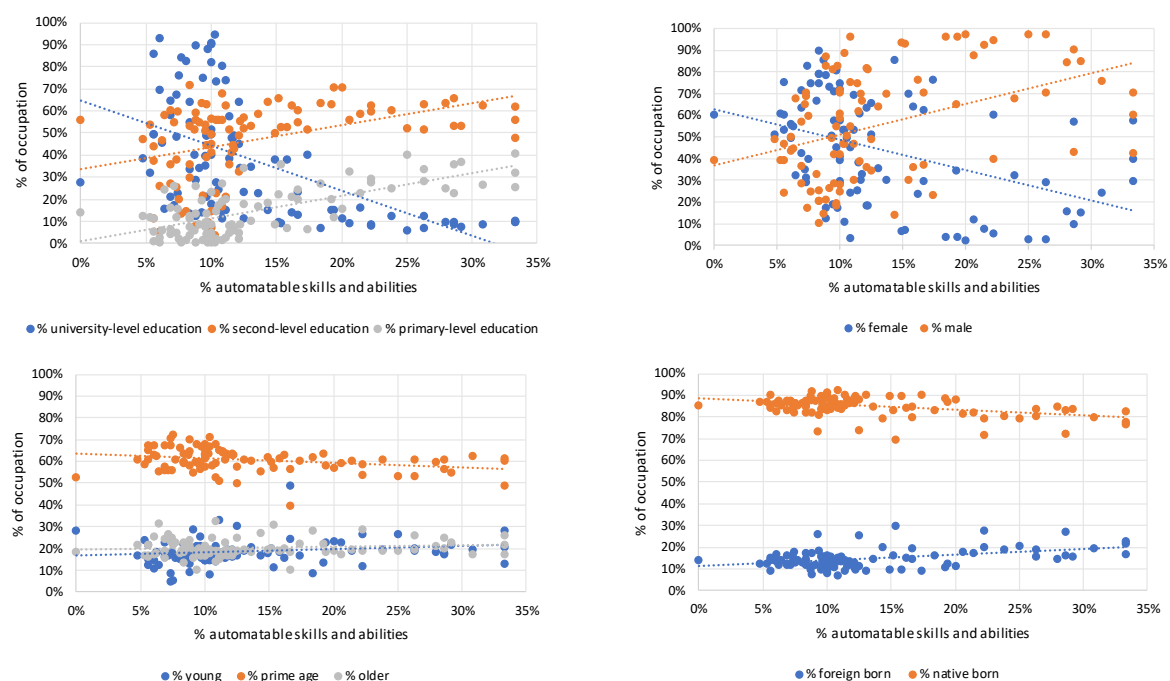 100%
90%
80%
70%
60%
50%
40%
30%
20%
10%
0%
% of occupation
0% 5% 10% 15% 20% 25% 30% 35%
% automatable skills and abilities
% university-level education % second-level education % primary-level education
100%
90%
80%
70%
60%
50%
40%
30%
20%
10%
0%
% of occupation
0% 5% 10% 15% 20% 25% 30% 35%
% automatable skills and abilities
% female % male
100%
90%
80%
70%
60%
50%
40%
30%
20%
10%
0%
% of occupation
0% 5% 10% 15% 20% 25% 30% 35%
% automatable skills and abilities
% young % prime age % older
100%
90%
80%
70%
60%
50%
40%
30%
20%
10%
0%
% of occupation
0% 5% 10% 15% 20% 25% 30% 35%
% automatable skills and abilities
% foreign born % native born